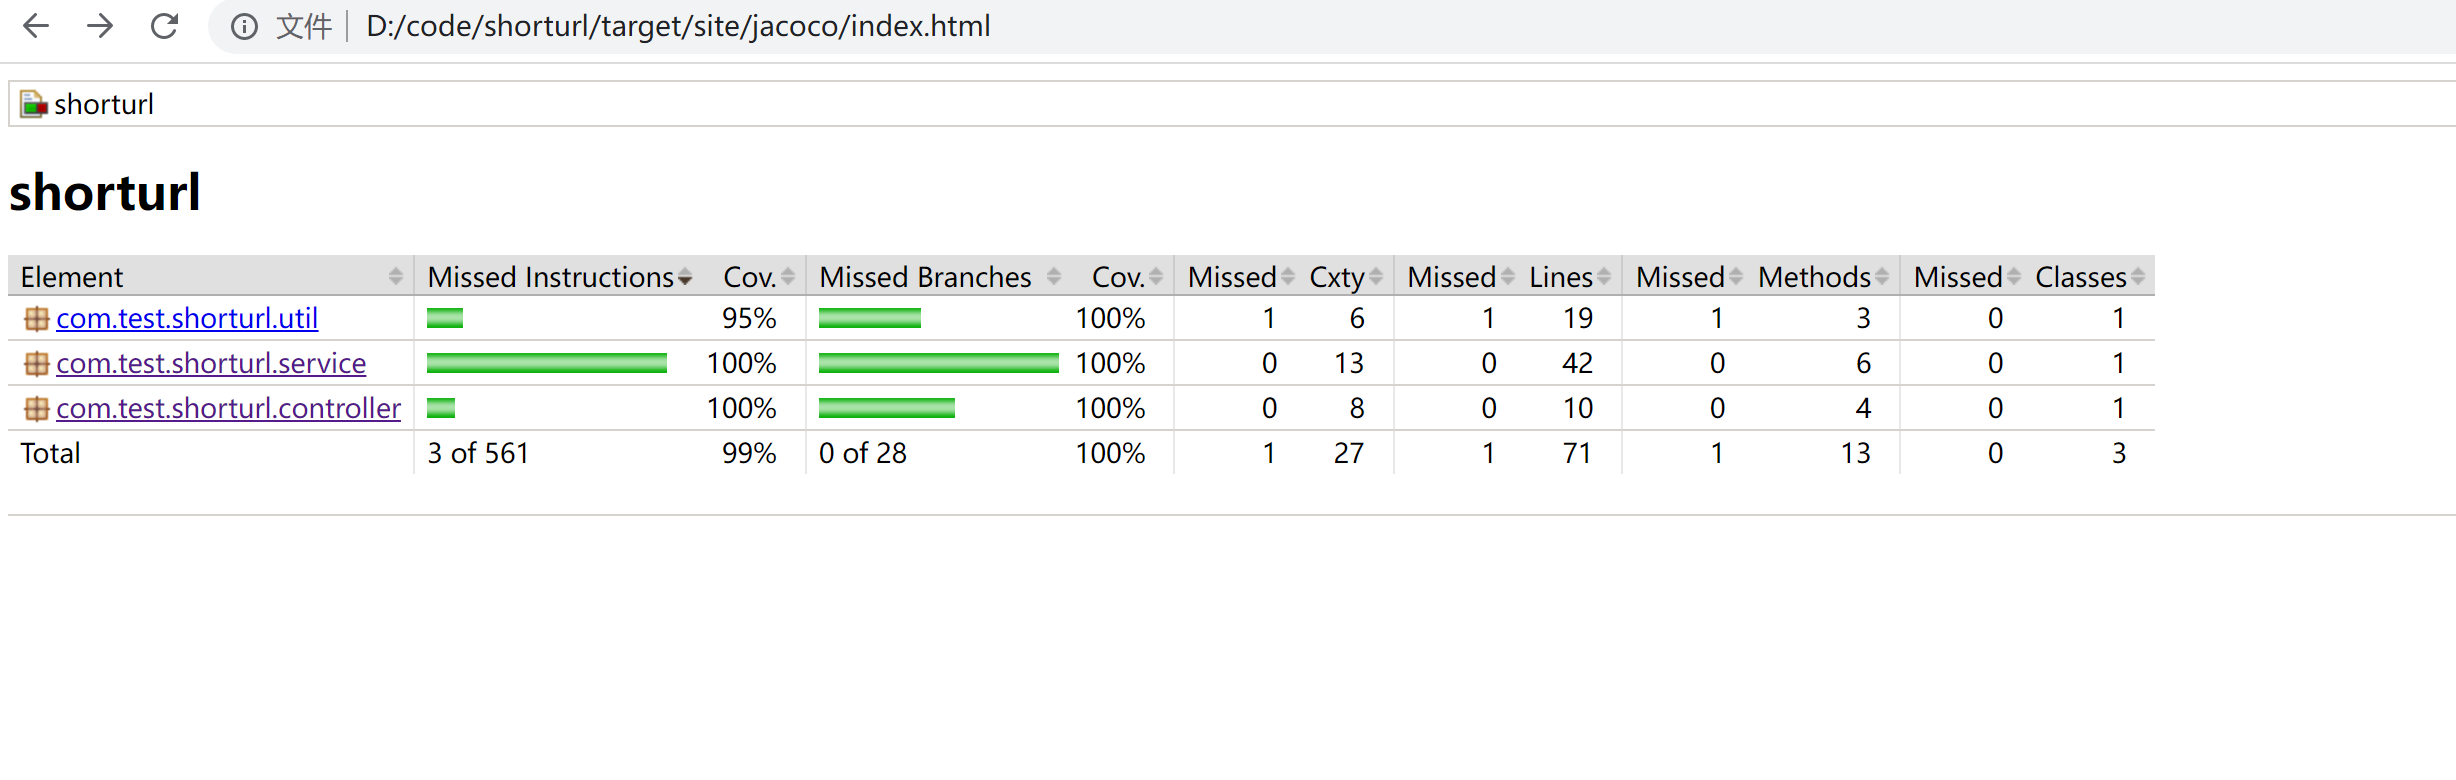 文件 D:/code/shorturl/target/site/jacoco/index.html
shorturl
shorturl
Element Missed Instructions Cov. Missed Branches Cov. Missed Cxty Missed Lines Missed Methods Missed Classes
com.test.shorturl.util 95% 100% 1 6 1 19 1 3 0 1
com.test.shorturl.service 100% 100% 0 13 0 42 0 6 0 1
com.test.shorturl.controller 100% 100% 0 8 0 10 0 4 0 1
Total 3 of 561 99% 0 of 28 100% 1 27 1 71 1 13 0 3